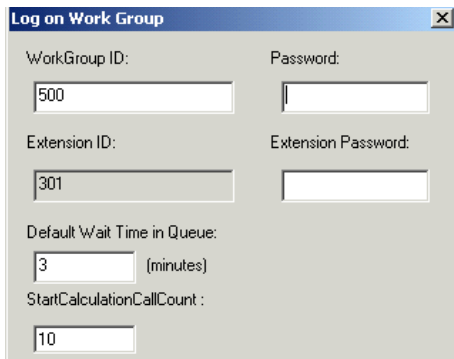 Log on Work Group
WorkGroup ID: Password:
500
Extension ID: Extension Password:
301
Default Wait Time in Queue:
3 (minutes)
StartCalculationCallCount :
10